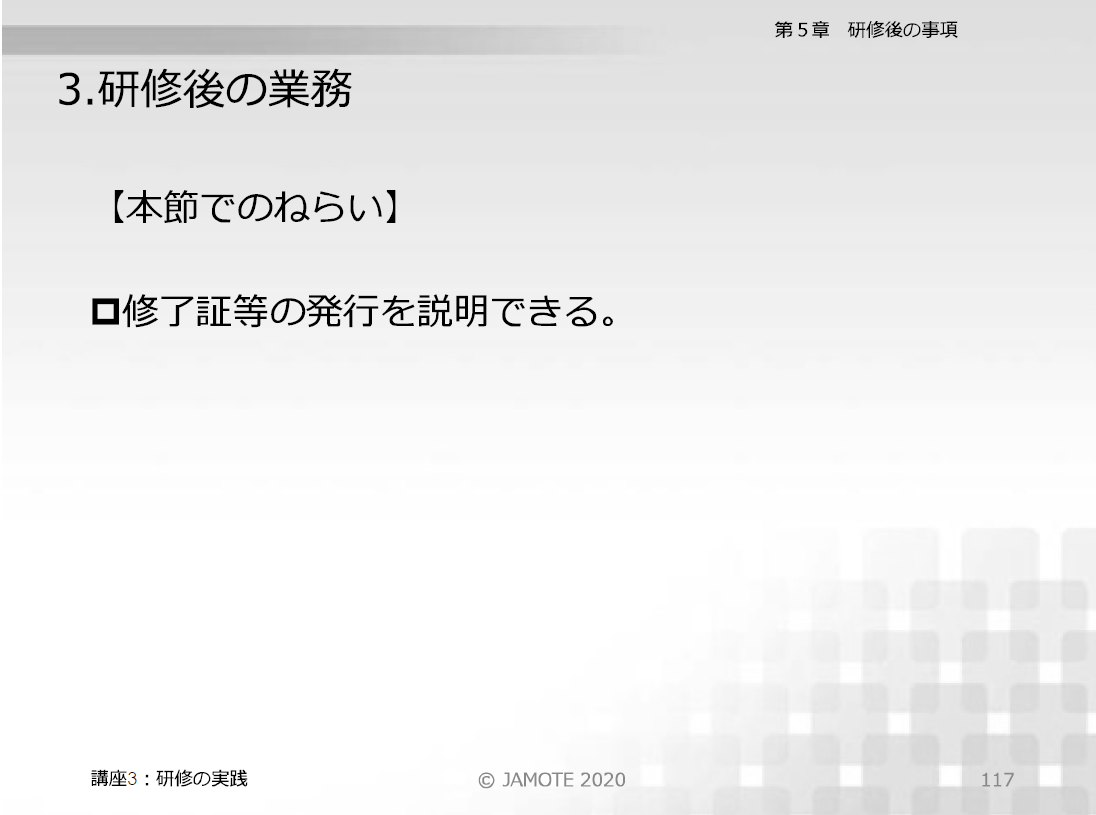 第５章　研修後の事項
3.研修後の業務
【本節でのねらい】
□修了証等の発行を説明できる。
講座3：研修の実践
© JAMOTE 2020
117